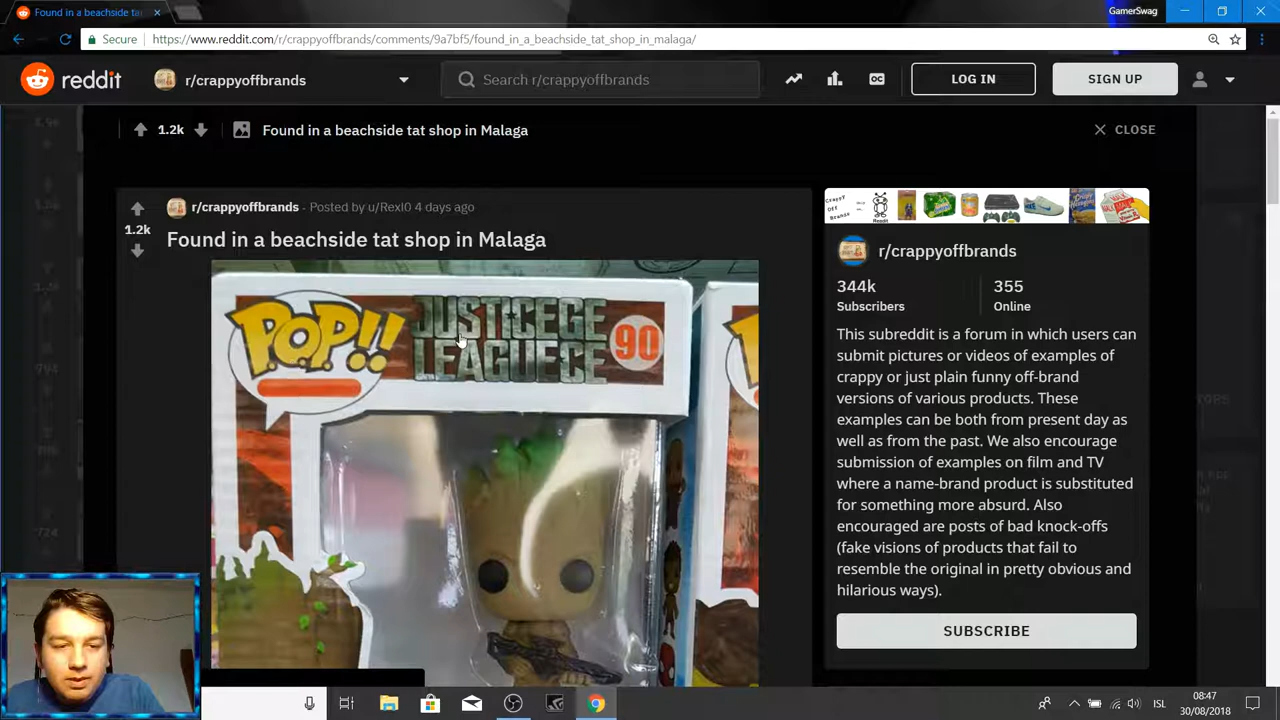 Found in a beachside ta
GamerSwag
Secure
https://www.reddit.com/r/crappyoffbrands/comments/9a7bf5/found_in_a_beachside_tat_shop_in_malaga/
reddit
r/crappyoffbrands
Search r/crappyoffbrands
LOG IN
SIGN UP
1.2k
Found in a beachside tat shop in Malaga
CLOSE
r/crappyoffbrands · Posted by 4 days ago
1.2k
Found in a beachside tat shop in Malaga
POP!!
JUSTICEGE
LEAGUECE
90
r/crappyoffbrands
344k
Subscribers
355
Online
This subreddit is a forum in which users can
submit pictures or videos of examples of
crappy or just plain funny off-brand
versions of various products. These
examples can be both from present day as
well as from the past. We also encourage
submission of examples on film and TV
where a name-brand product is substituted
for something more absurd. Also
encouraged are posts of bad knock-offs
(fake visions of products that fail to
resemble the original in pretty obvious and
hilarious ways).
SUBSCRIBE
ÍSL
08:47
30/08/2018